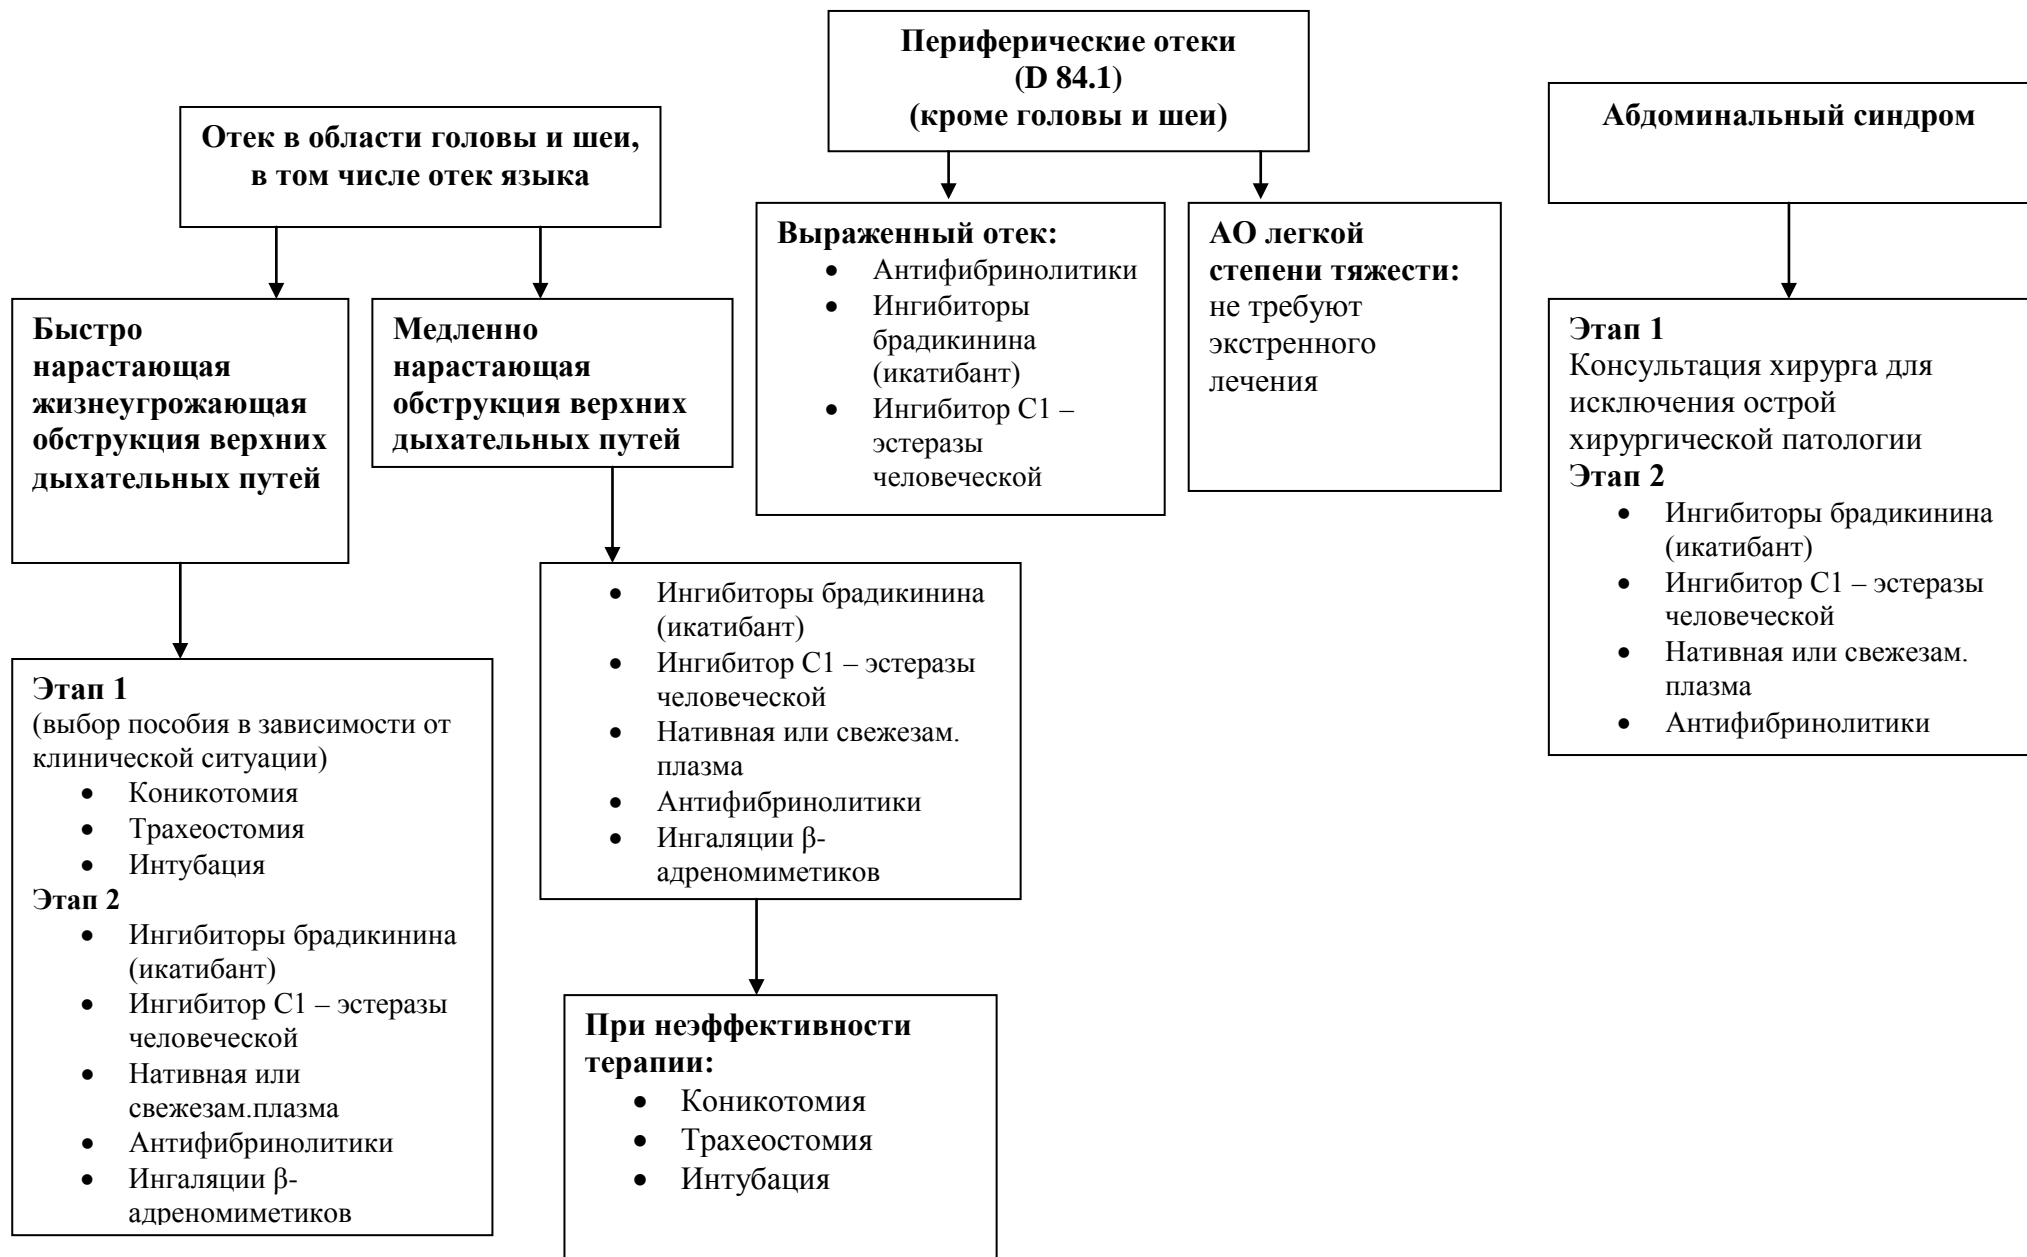 Отек в области головы и шеи,
в том числе отек языка
Быстро
нарастающая
жизнеугрожающая
обструкция верхних
дыхательных путей
Этап 1
(выбор пособия в зависимости от
клинической ситуации)
• Коникотомия
• Трахеостомия
• Интубация
Этап 2
• Ингибиторы брадикинина
(икатибант)
• Ингибитор С1 – эстеразы
человеческой
• Нативная или
свежезам.плазма
• Антифибринолитики
• Ингаляции β-
адреномиметиков
Медленно
нарастающая
обструкция верхних
дыхательных путей
• Ингибиторы брадикинина
(икатибант)
• Ингибитор С1 – эстеразы
человеческой
• Нативная или свежезам.
плазма
• Антифибринолитики
• Ингаляции β-
адреномиметиков
При неэффективности
терапии:
• Коникотомия
• Трахеостомия
• Интубация
Периферические отеки
(D 84.1)
(кроме головы и шеи)
Выраженный отек:
• Антифибринолитики
• Ингибиторы
брадикинина
(икатибант)
• Ингибитор С1 –
эстеразы
человеческой
АО легкой
степени тяжести:
не требуют
экстренного
лечения
Абдоминальный синдром
Этап 1
Консультация хирурга для
исключения острой
хирургической патологии
Этап 2
• Ингибиторы брадикинина
(икатибант)
• Ингибитор С1 – эстеразы
человеческой
• Нативная или свежезам.
плазма
• Антифибринолитики